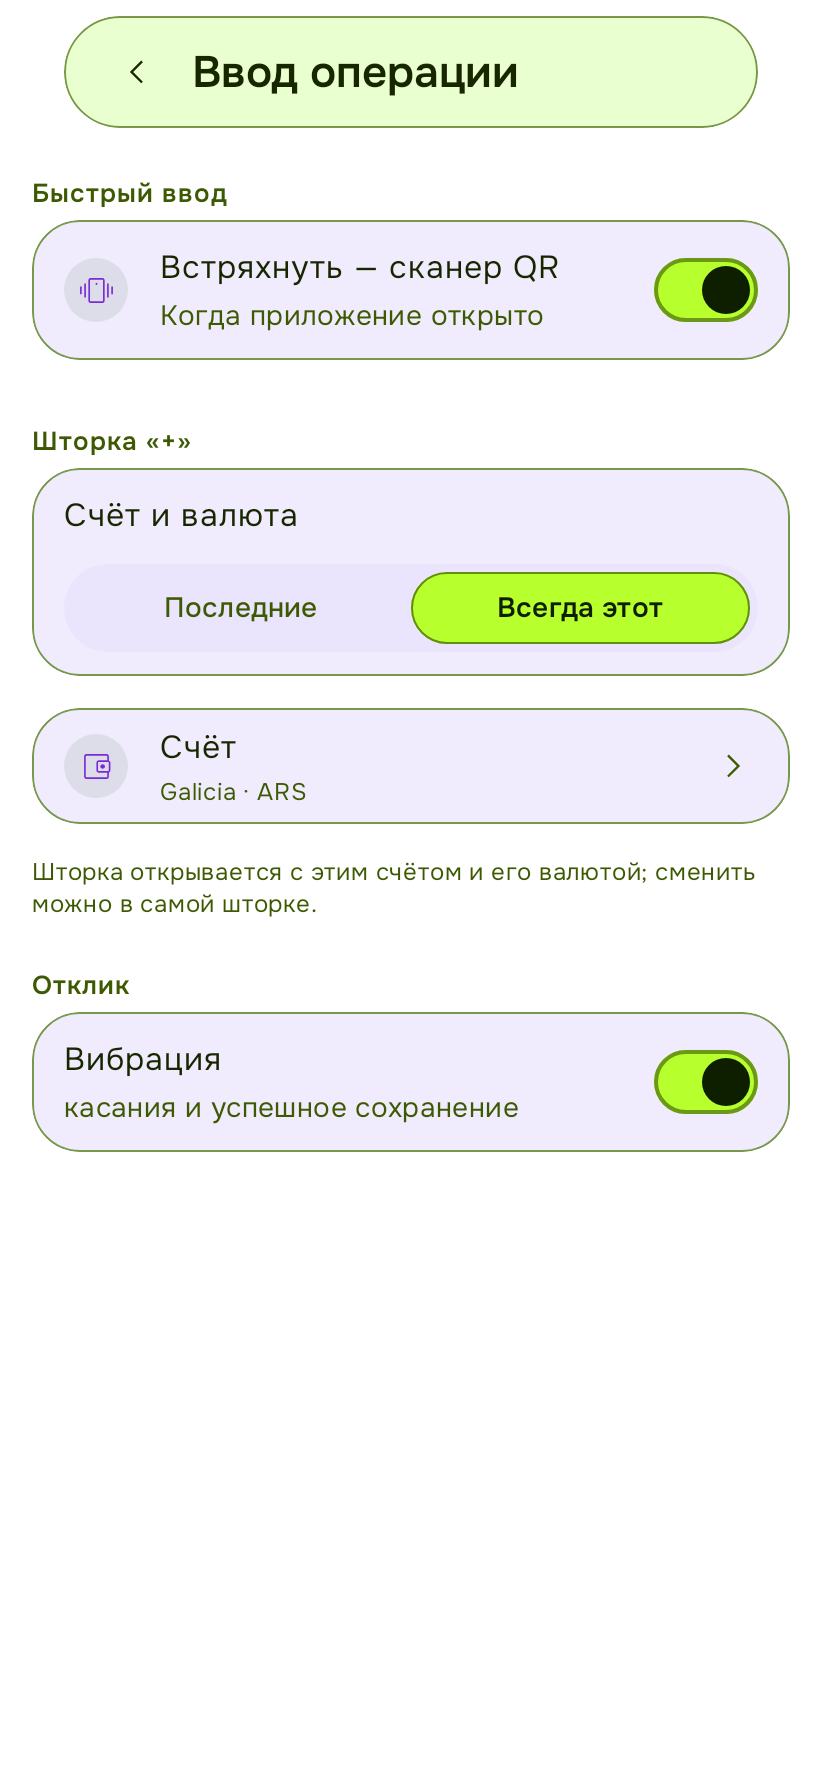 Ввод операции
Быстрый ввод
Встряхнуть — сканер QR
Когда приложение открыто
Шторка «+»
Счёт и валюта
Последние
Всегда этот
Счёт
Galicia · ARS
Шторка открывается с этим счётом и его валютой; сменить
можно в самой шторке.
Отклик
Вибрация
касания и успешное сохранение